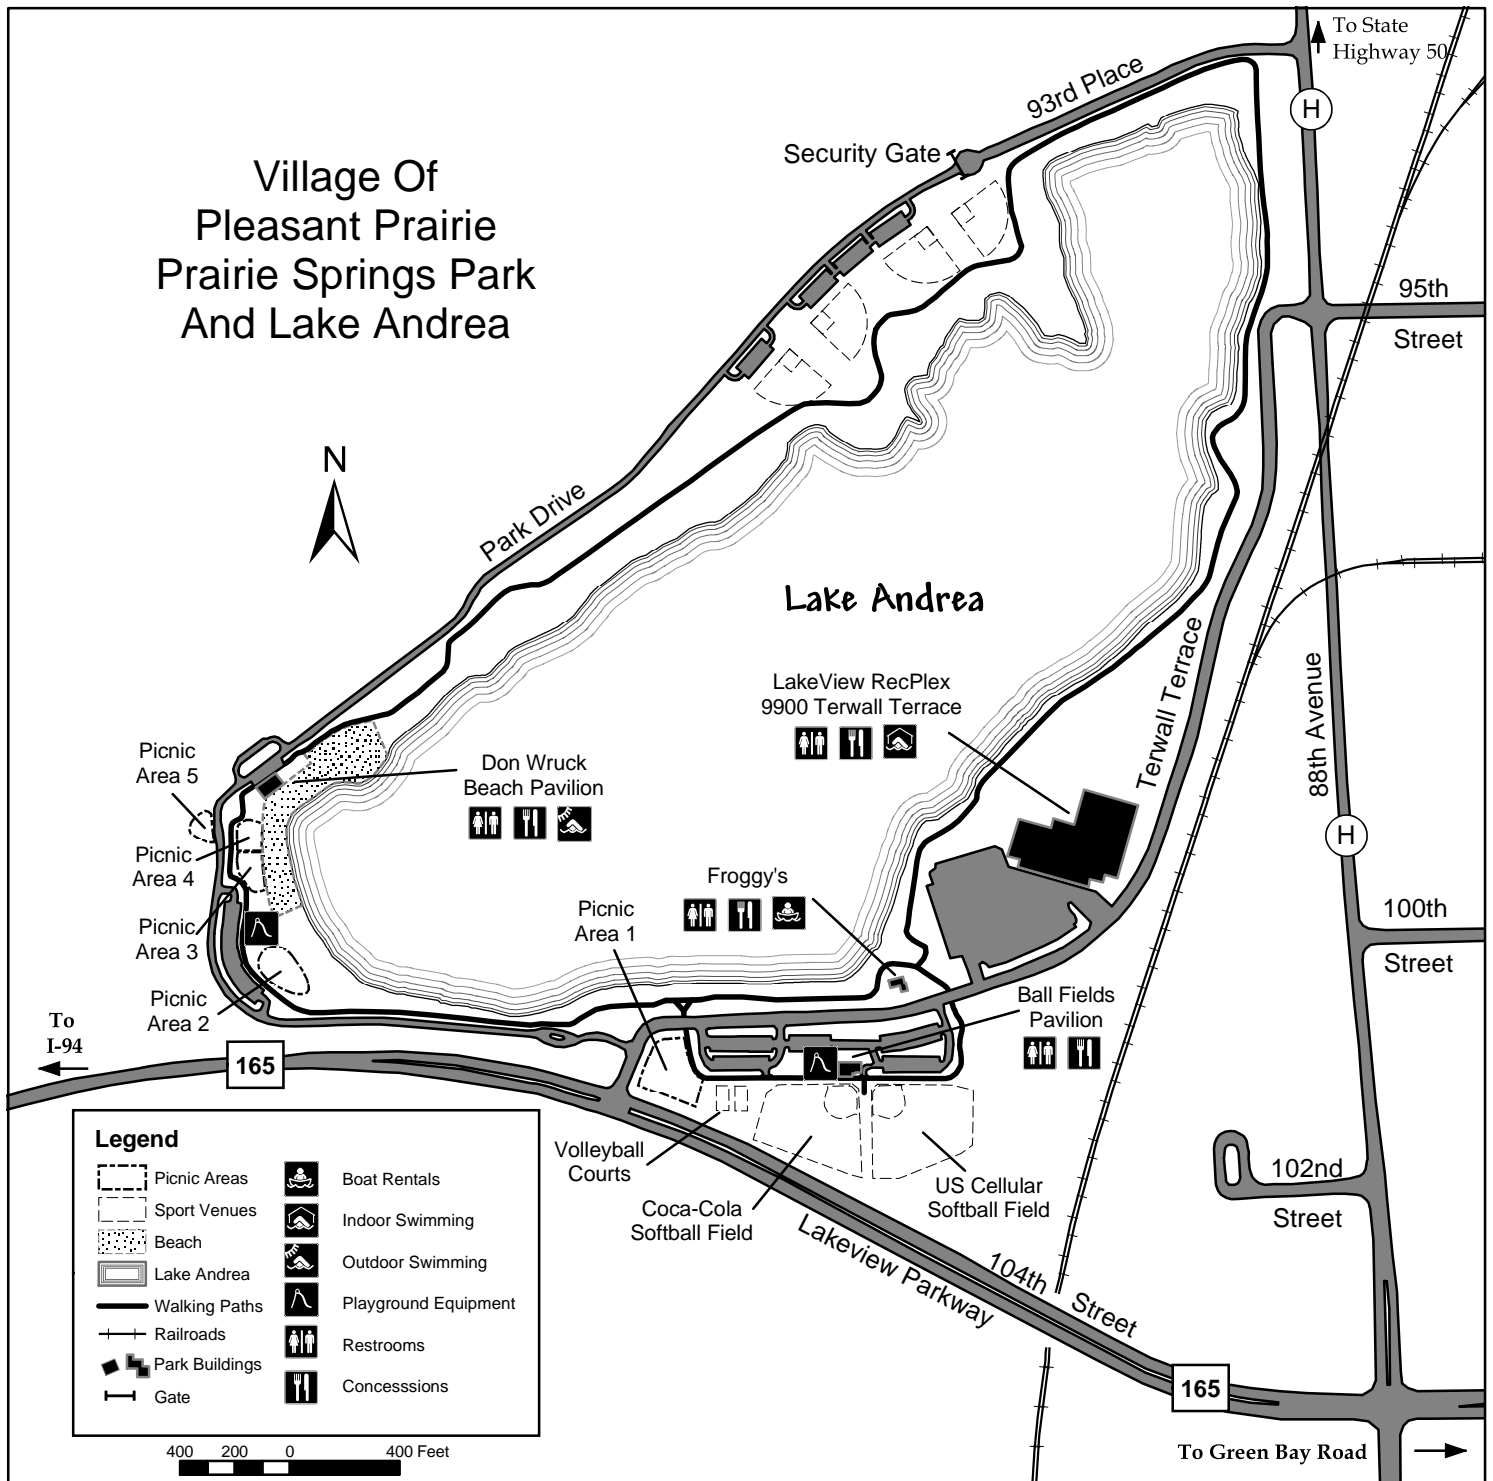 To State
Highway 50
93rd Place
H
Security Gate
Village Of
Pleasant Prairie
Prairie Springs Park
And Lake Andrea
95th
Street
N
Park Drive
Lake Andrea
Terwall Terrace
88th Avenue
LakeView RecPlex
9900 Terwall Terrace
Picnic
Area 5
Don Wruck
Beach Pavilion
H
Picnic
Area 4
Froggy's
Picnic
Area 1
100th
Street
Picnic
Area 3
Picnic
Area 2
Ball Fields
Pavilion
To
I-94
165
Volleyball
Courts
Coca-Cola
Softball Field
US Cellular
Softball Field
102nd
Street
Lakeview Parkway
104th Street
165
To Green Bay Road
Legend
Picnic Areas
Sport Venues
Beach
Lake Andrea
Walking Paths
Railroads
Park Buildings
Gate
Boat Rentals
Indoor Swimming
Outdoor Swimming
Playground Equipment
Restrooms
Concesssions
400 200 0 400 Feet